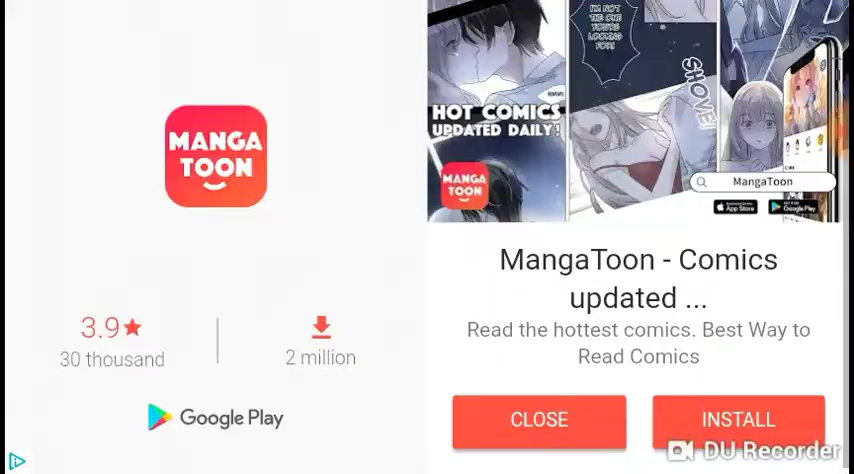 MANGA
TOON
3.9
30 thousand
2 million
Google Play
I'M NOT
THE ONE
YOU'RE
LOOKING
FOR!
SHOVE!
HOT COMICS
UPDATED DAILY!
MANGA
TOON
MangaToon
App Store
Google Play
MangaToon - Comics
updated ...
Read the hottest comics. Best Way to
Read Comics
CLOSE
INSTALL
DU Recorder